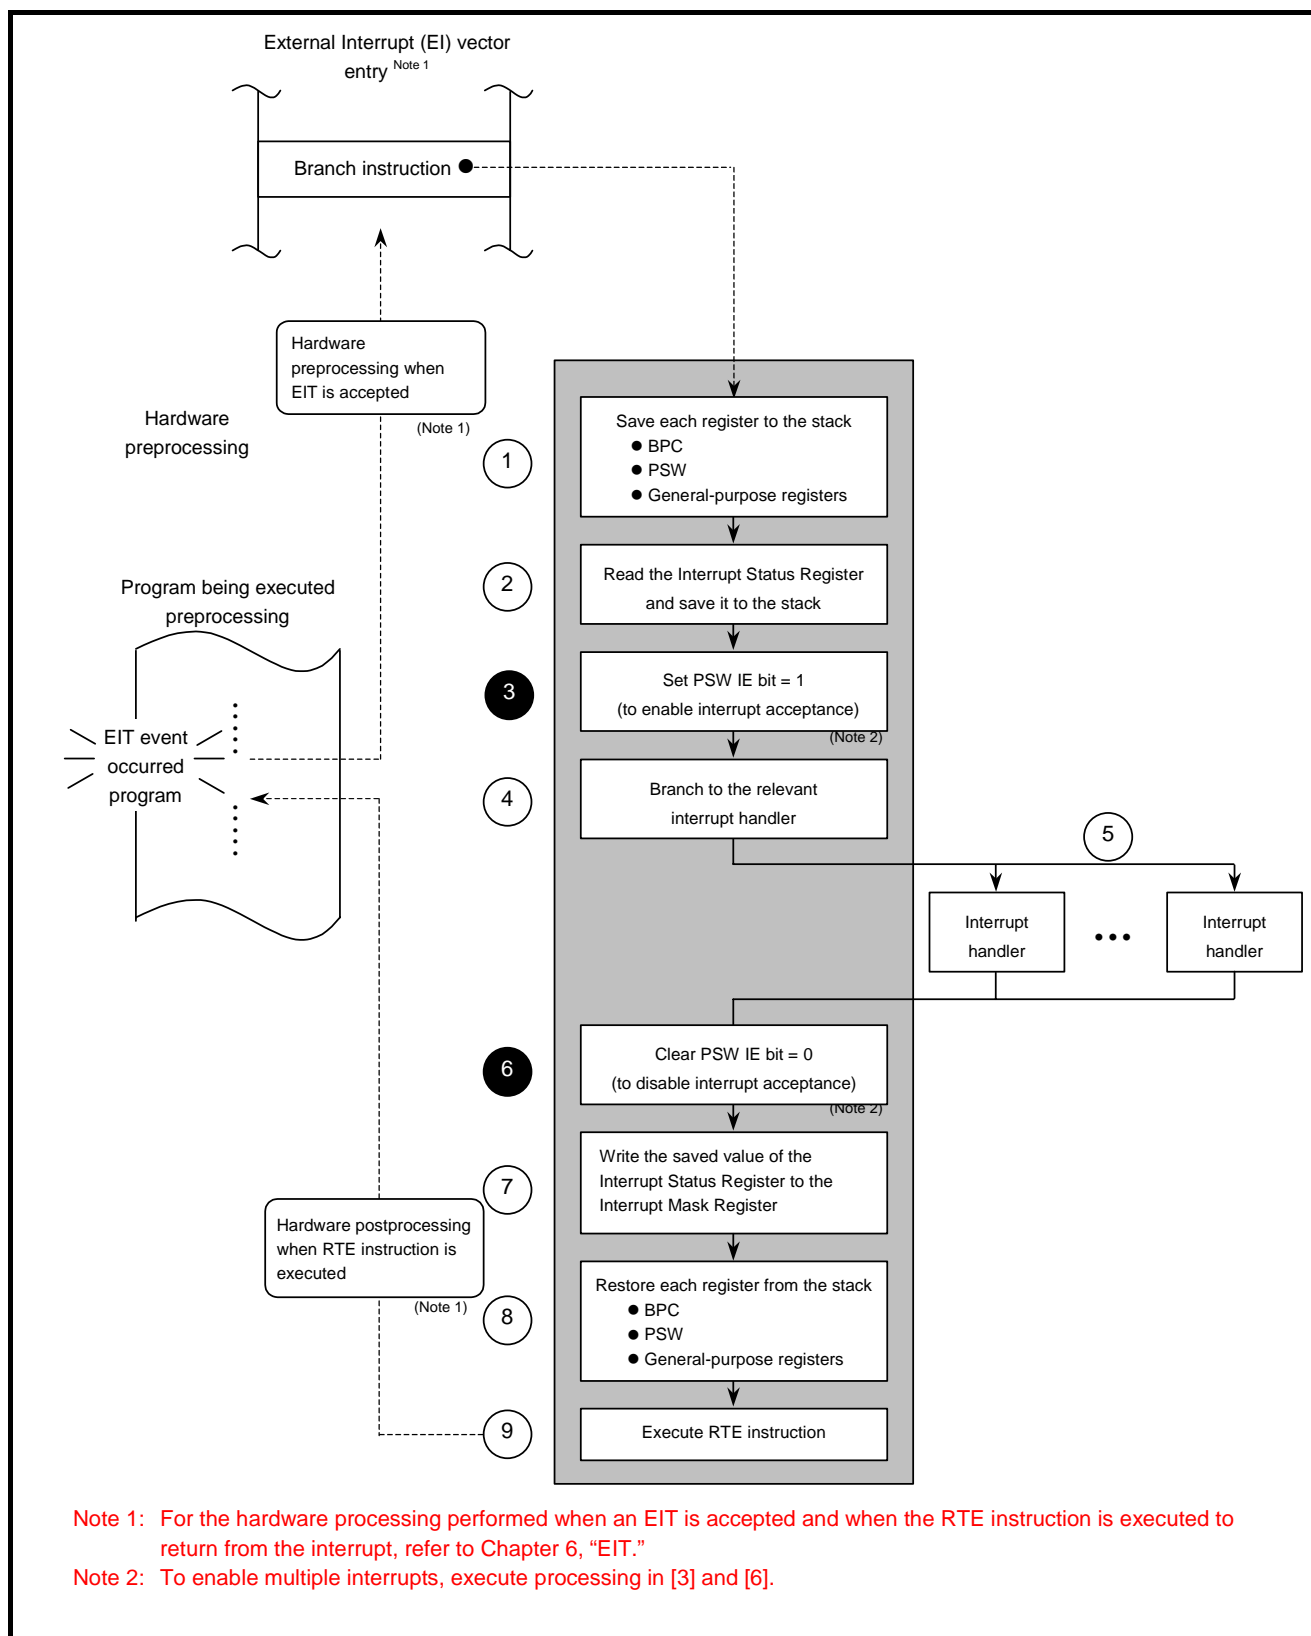 External Interrupt (EI) vector
entry Note 1
Branch instruction
Hardware
preprocessing when
EIT is accepted
(Note 1)
Hardware
preprocessing
Program being executed
preprocessing
EIT event
occurred
program
1
Save each register to the stack
● BPC
● PSW
● General-purpose registers
2
Read the Interrupt Status Register
and save it to the stack
3
Set PSW IE bit = 1
(to enable interrupt acceptance)
(Note 2)
4
Branch to the relevant
interrupt handler
5
Interrupt
handler
•••
Interrupt
handler
6
Clear PSW IE bit = 0
(to disable interrupt acceptance)
(Note 2)
7
Write the saved value of the
Interrupt Status Register to the
Interrupt Mask Register
Hardware postprocessing
when RTE instruction is
executed
(Note 1)
8
Restore each register from the stack
● BPC
● PSW
● General-purpose registers
9
Execute RTE instruction
Note 1: For the hardware processing performed when an EIT is accepted and when the RTE instruction is executed to
return from the interrupt, refer to Chapter 6, “EIT.”
Note 2: To enable multiple interrupts, execute processing in [3] and [6].